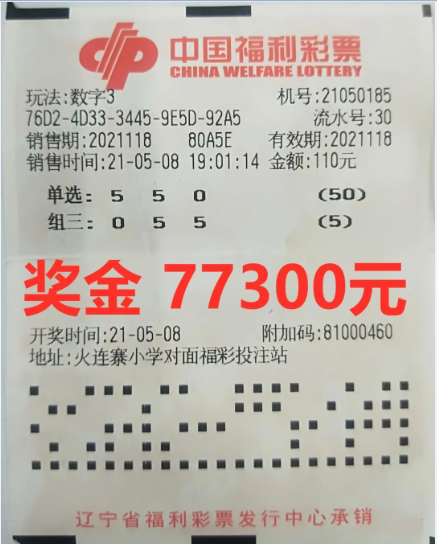 中国福利彩票
CHINA WELFARE LOTTERY
玩法:数字3 机号:21050185
76D2-4D33-3445-9E5D-92A5 流水号:30
销售期:2021118 80A5E 有效期:2021118
销售时间:21-05-08 19:01:14 金额:110元
单选: 5 5 0 (50)
组三: 0 5 5 (5)
奖金 77300元
开奖时间:21-05-08 附加码:81000460
地址:火连寨小学对面福彩投注站
辽宁省福利彩票发行中心承销